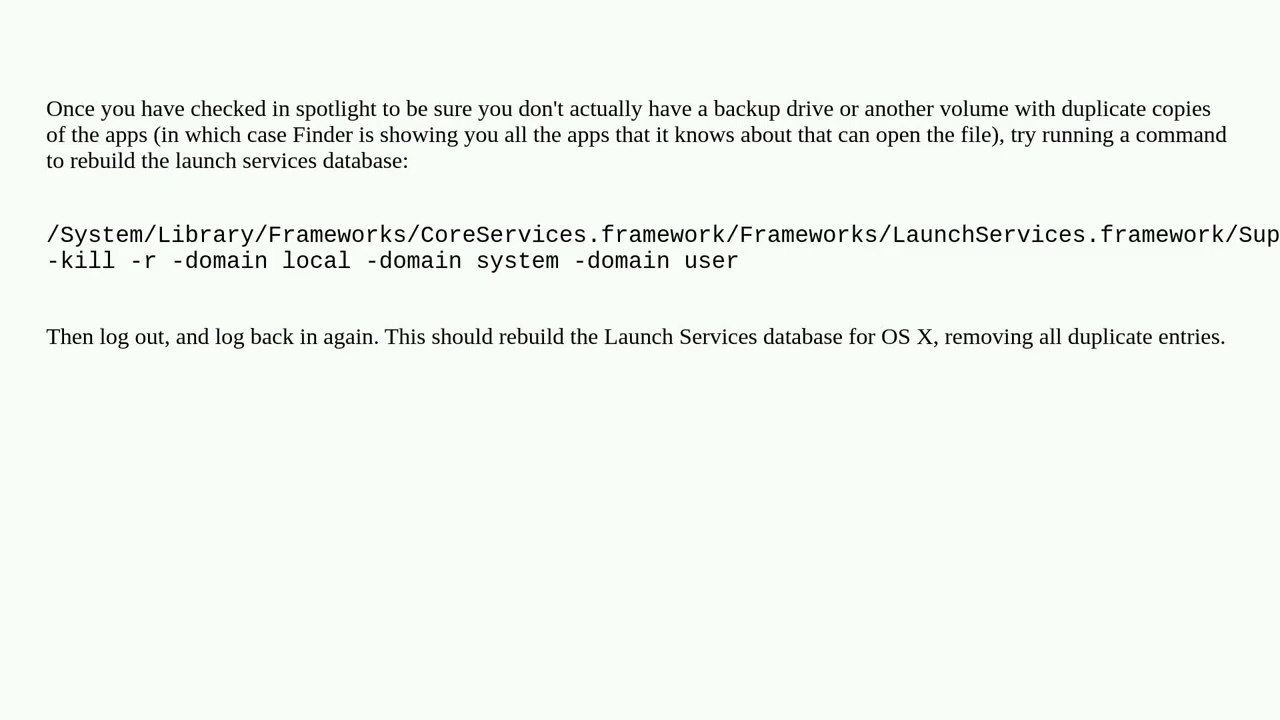 Once you have checked in spotlight to be sure you don't actually have a backup drive or another volume with duplicate copies
of the apps (in which case Finder is showing you all the apps that it knows about that can open the file), try running a command
to rebuild the launch services database:
/System/Library/Frameworks/CoreServices.framework/Frameworks/LaunchServices.framework/Sup
-kill -r -domain local -domain system -domain user
Then log out, and log back in again. This should rebuild the Launch Services database for OS X, removing all duplicate entries.